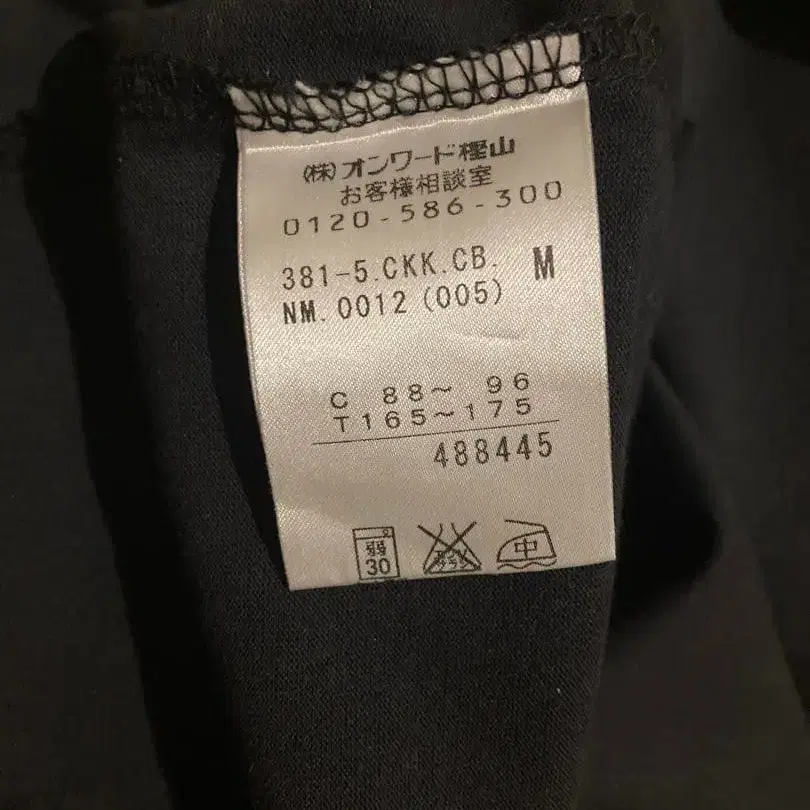 (株)オンワード樫山
お客様相談室
0120-586-300
381-5.CKK.CB. M
NM.0012 (005)
C 88~ 96
T165~175
488445
弱
30
中